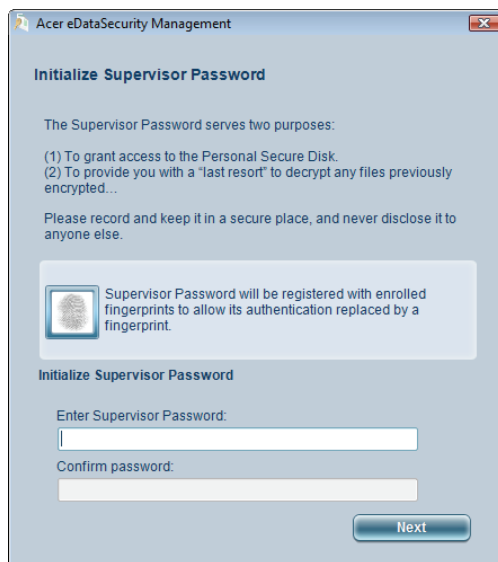 Acer eDataSecurity Management
Initialize Supervisor Password
The Supervisor Password serves two purposes:
(1) To grant access to the Personal Secure Disk.
(2) To provide you with a “last resort” to decrypt any files previously
encrypted...
Please record and keep it in a secure place, and never disclose it to
anyone else.
Supervisor Password will be registered with enrolled
fingerprints to allow its authentication replaced by a
fingerprint.
Initialize Supervisor Password
Enter Supervisor Password:
Confirm password:
Next